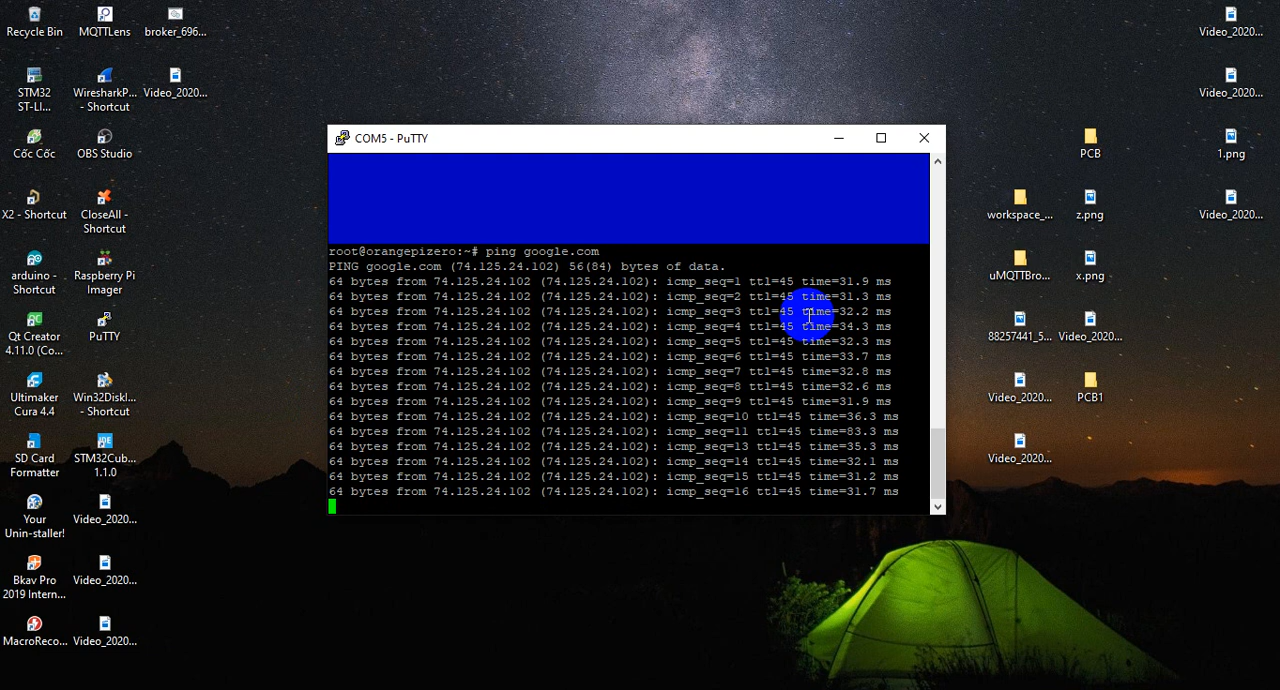 Recycle Bin
MQTTLens
broker_696...
STM32
ST-LI...
WiresharkP...
- Shortcut
Video_2020...
Cốc Cốc
OBS Studio
X2 - Shortcut
CloseAll -
Shortcut
arduino -
Shortcut
Raspberry Pi
Imager
Qt Creator
4.11.0 (Co...
PuTTY
Ultimaker
Cura 4.4
Win32DiskI...
- Shortcut
SD Card
Formatter
STM32Cub...
1.1.0
IDE
Your
Unin-staller!
Video_2020...
Bkav Pro
2019 Intern...
Video_2020...
MacroReco...
Video_2020...
COM5 - PuTTY
root@orangepizero:~# ping google.com
PING google.com (74.125.24.102) 56(84) bytes of data.
64 bytes from 74.125.24.102 (74.125.24.102): icmp_seq=1 ttl=45 time=31.9 ms
64 bytes from 74.125.24.102 (74.125.24.102): icmp_seq=2 ttl=45 time=31.3 ms
64 bytes from 74.125.24.102 (74.125.24.102): icmp_seq=3 ttl=45 time=32.2 ms
64 bytes from 74.125.24.102 (74.125.24.102): icmp_seq=4 ttl=45 time=34.3 ms
64 bytes from 74.125.24.102 (74.125.24.102): icmp_seq=5 ttl=45 time=32.3 ms
64 bytes from 74.125.24.102 (74.125.24.102): icmp_seq=6 ttl=45 time=33.7 ms
64 bytes from 74.125.24.102 (74.125.24.102): icmp_seq=7 ttl=45 time=32.8 ms
64 bytes from 74.125.24.102 (74.125.24.102): icmp_seq=8 ttl=45 time=32.6 ms
64 bytes from 74.125.24.102 (74.125.24.102): icmp_seq=9 ttl=45 time=31.9 ms
64 bytes from 74.125.24.102 (74.125.24.102): icmp_seq=10 ttl=45 time=36.3 ms
64 bytes from 74.125.24.102 (74.125.24.102): icmp_seq=11 ttl=45 time=83.3 ms
64 bytes from 74.125.24.102 (74.125.24.102): icmp_seq=13 ttl=45 time=35.3 ms
64 bytes from 74.125.24.102 (74.125.24.102): icmp_seq=14 ttl=45 time=32.1 ms
64 bytes from 74.125.24.102 (74.125.24.102): icmp_seq=15 ttl=45 time=31.2 ms
64 bytes from 74.125.24.102 (74.125.24.102): icmp_seq=16 ttl=45 time=31.7 ms
Video_2020...
Video_2020...
PCB
1.png
workspace_...
z.png
Video_2020...
uMQTTBro...
x.png
88257441_5...
Video_2020...
Video_2020...
PCB1
Video_2020...